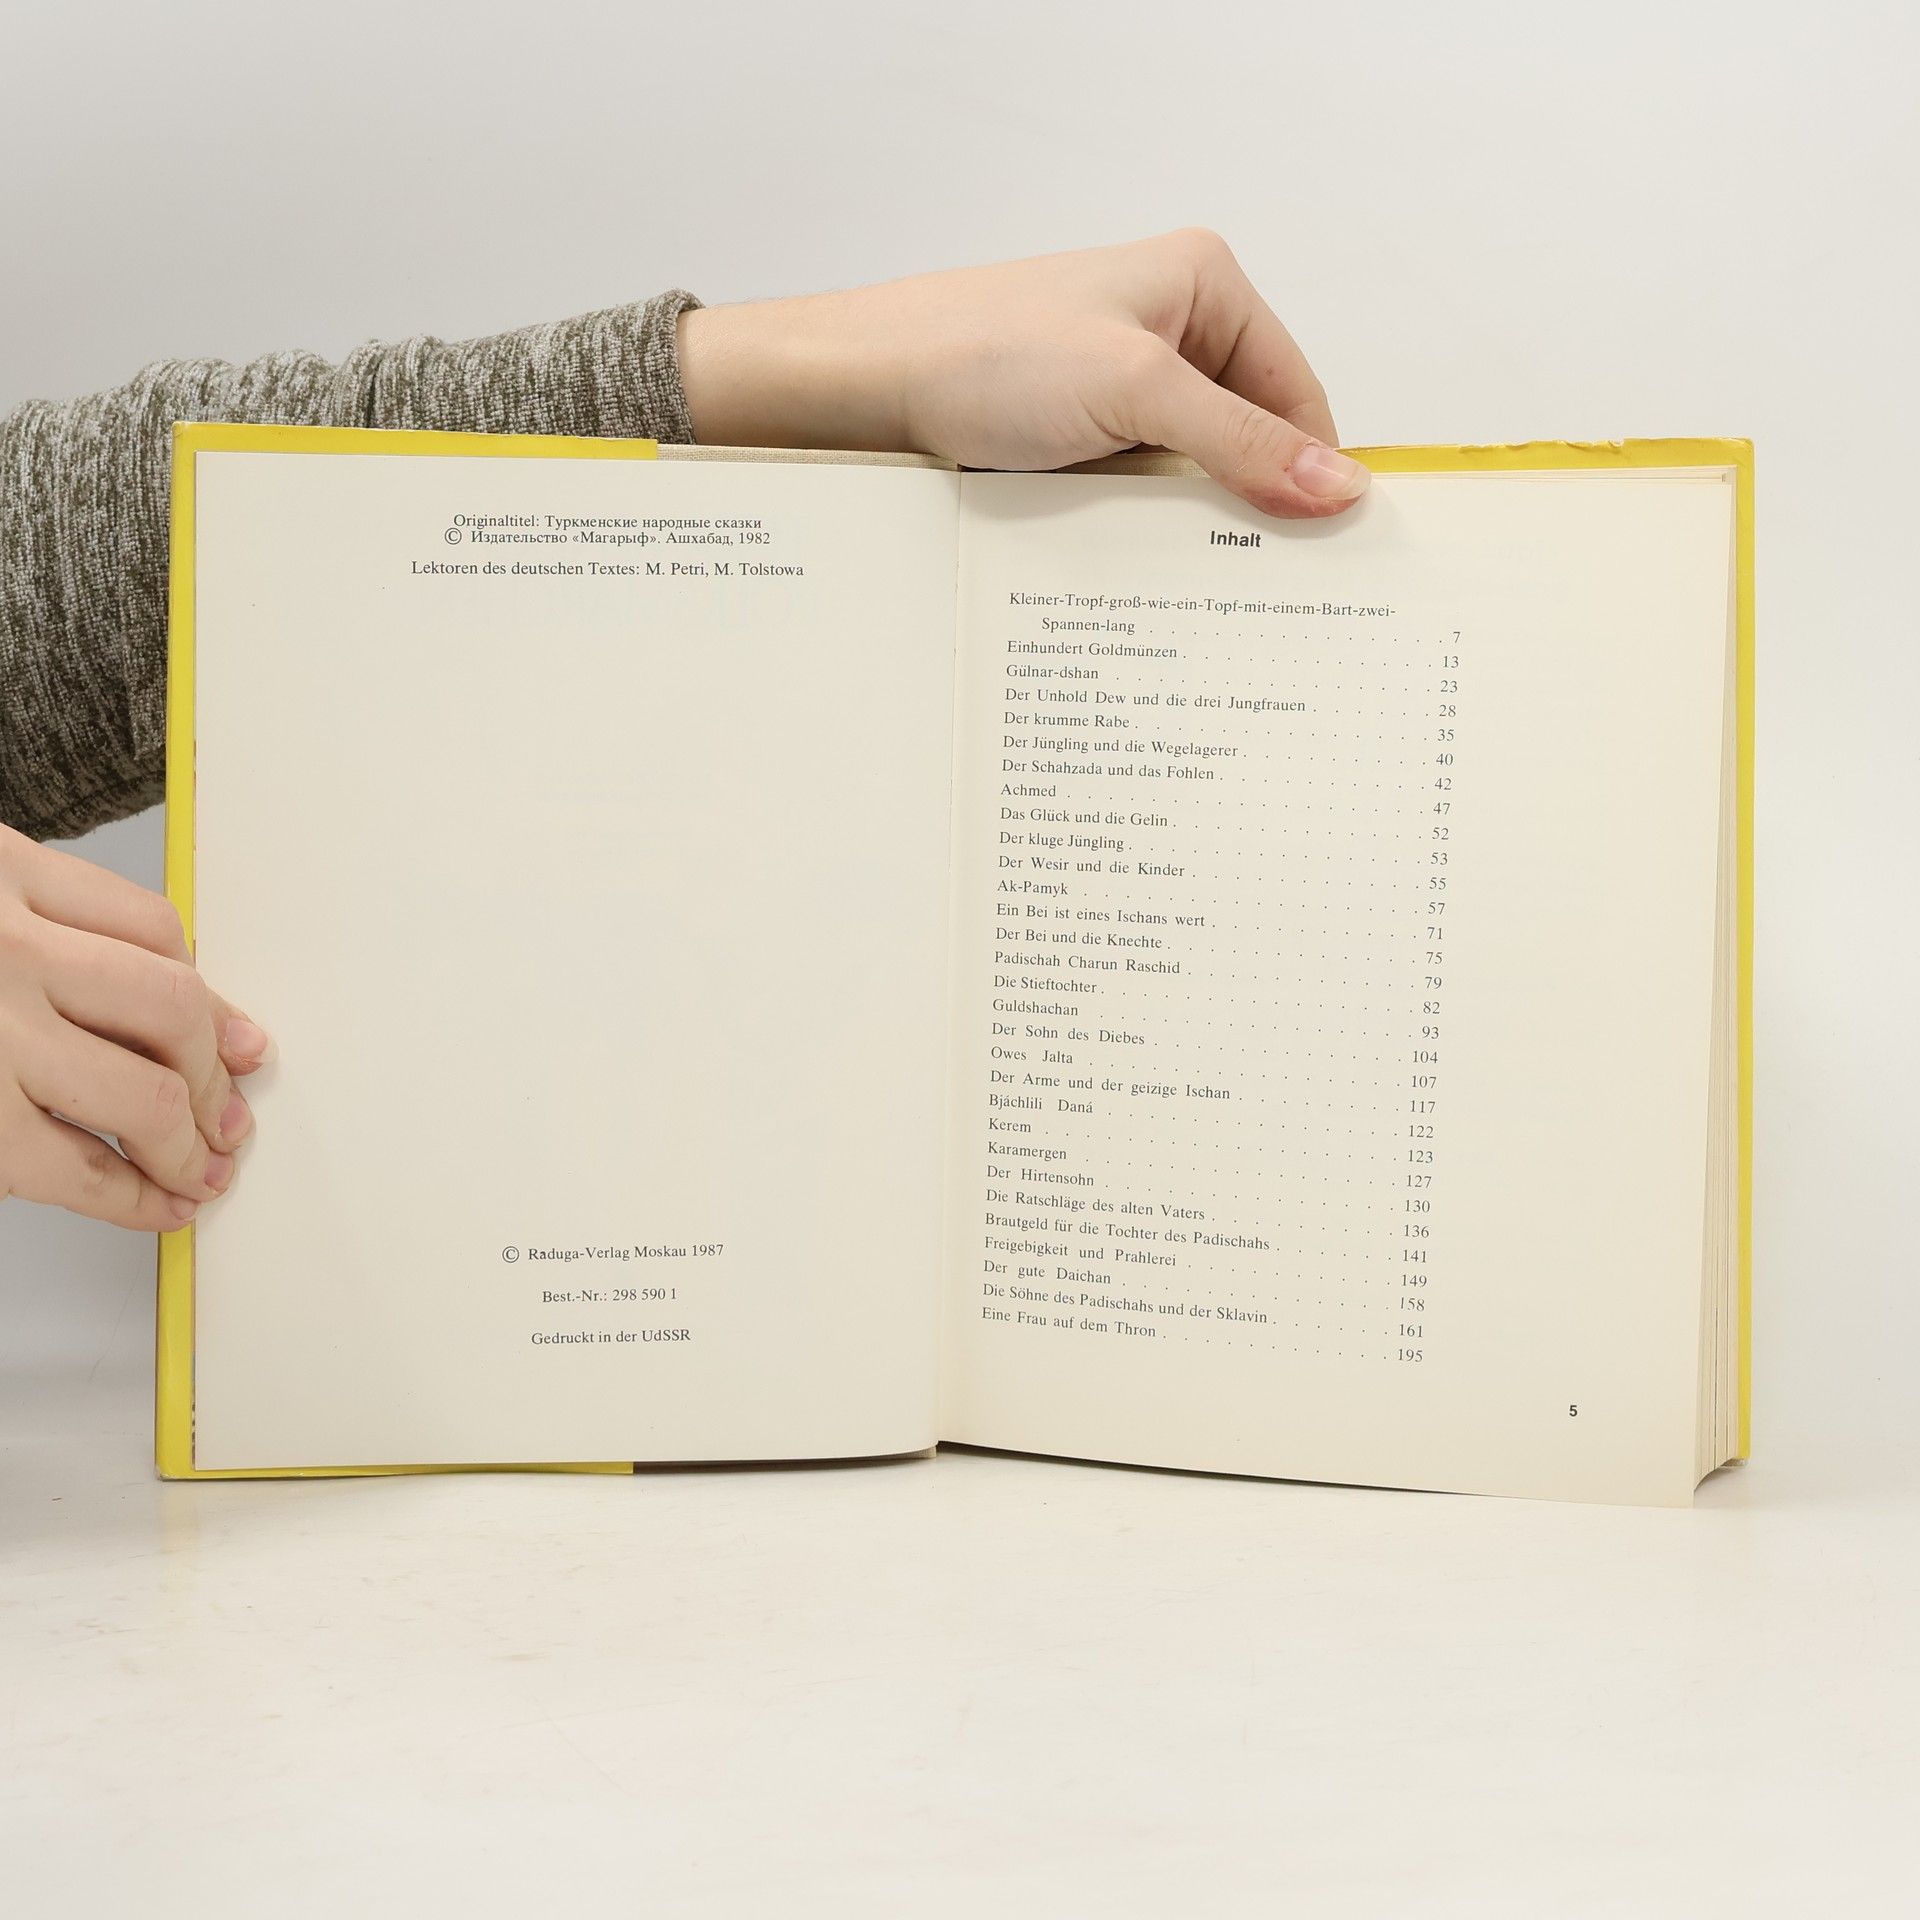 Originaltitel: Туркменские народные сказки
© Издательство «Магарыф». Ашхабад, 1982
Lektoren des deutschen Textes: M. Petri, M. Tolstowa
© Raduga-Verlag Moskau 1987
Best.-Nr.: 298 590 1
Gedruckt in der UdSSR
Inhalt
Kleiner-Tropf-groß-wie-ein-Topf-mit-einem-Bart-zwei-
Spannen-lang . . . . . . . . . . . 7
Einhundert Goldmünzen . . . . . . . . . 13
Gülnar-dshan . . . . . . . . . . . 23
Der Unhold Dew und die drei Jungfrauen . . . . . 28
Der krumme Rabe . . . . . . . . . . . 35
Der Jüngling und die Wegelagerer . . . . . . . 40
Der Schahzada und das Fohlen . . . . . . . . 42
Achmed . . . . . . . . . . . . . 47
Das Glück und die Gelin . . . . . . . . . 52
Der kluge Jüngling . . . . . . . . . . . 53
Der Wesir und die Kinder . . . . . . . . . 55
Ak-Pamyk . . . . . . . . . . . . 57
Ein Bei ist eines Ischans wert . . . . . . . . 71
Der Bei und die Knechte . . . . . . . . . 75
Padischah Charun Raschid . . . . . . . . . 79
Die Stieftochter . . . . . . . . . . . 82
Guldshachan . . . . . . . . . . . 93
Der Sohn des Diebes . . . . . . . . . 104
Owes Jalta . . . . . . . . . . . 107
Der Arme und der geizige Ischan . . . . . . 117
Bjáchlili Daná . . . . . . . . . . . 122
Kerem . . . . . . . . . . . . . 123
Karamergen . . . . . . . . . . . 127
Der Hirtensohn . . . . . . . . . . . 130
Die Ratschläge des alten Vaters . . . . . . . 136
Brautgeld für die Tochter des Padischahs . . . . . 141
Freigebigkeit und Prahlerei . . . . . . . . 149
Der gute Daichan . . . . . . . . . . 158
Die Söhne des Padischahs und der Sklavin . . . . . 161
Eine Frau auf dem Thron . . . . . . . . . 195
5